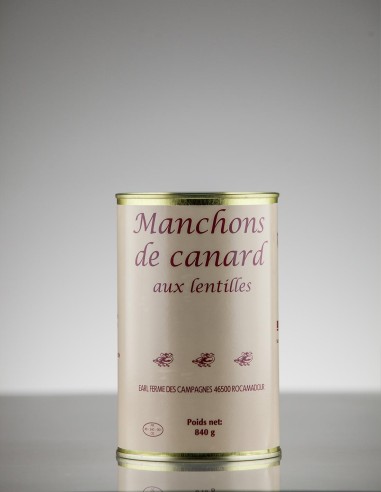 Manchons
de canard
aux lentilles
EARL FERME DES CAMPAGNES 46500 ROCAMADOUR
Poids net:
840 g